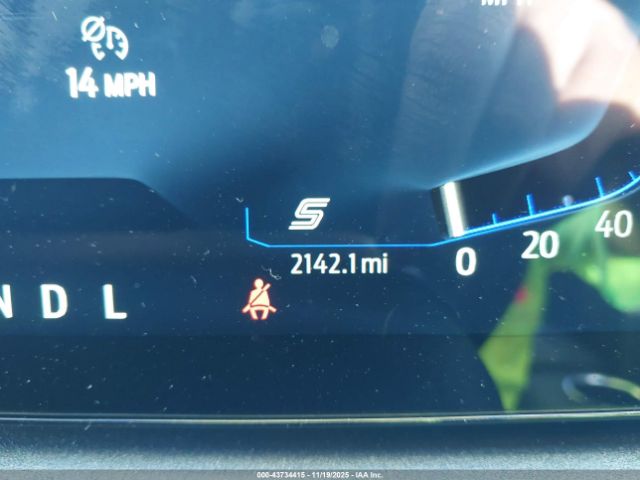 14 MPH
S
2142.1 mi
0 20 40
N D L
000-43734415 - 11/19/2025 - IAA Inc.